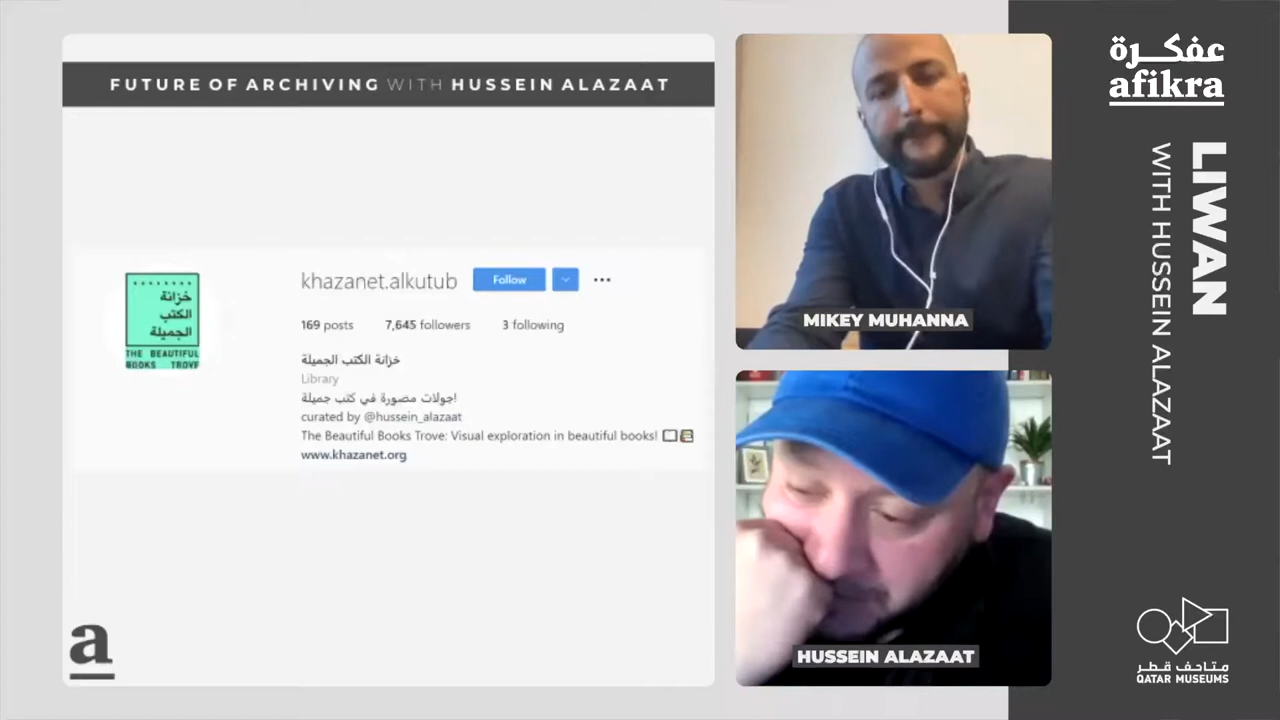 FUTURE OF ARCHIVING WITH HUSSEIN ALAZAAT
خزانة
الكتب
الجميلة
THE BEAUTIFUL
BOOKS TROVE
khazanet.alkutub Follow
169 posts 7,645 followers 3 following
خزانة الكتب الجميلة
Library
جولات مصورة في كتب جميلة!
curated by @hussein_alazaat
The Beautiful Books Trove: Visual exploration in beautiful books!
www.khazanet.org
a
MIKEY MUHANNA
HUSSEIN ALAZAAT
عفكرة
afikra
LIWAN
WITH HUSSEIN ALAZAAT
متاحف قطر
QATAR MUSEUMS